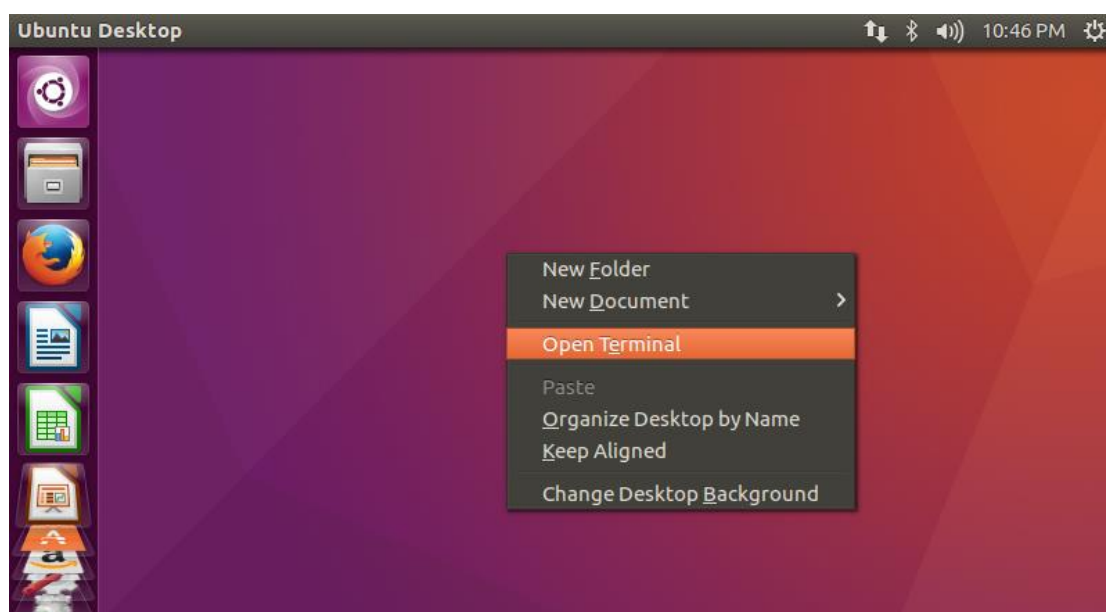 Ubuntu Desktop
10:46 PM
New Folder
New Document
Open Terminal
Paste
Organize Desktop by Name
Keep Aligned
Change Desktop Background
a